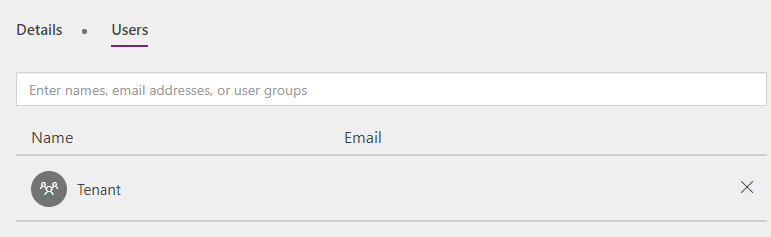 Details • Users
Enter names, email addresses, or user groups
Name Email
Tenant